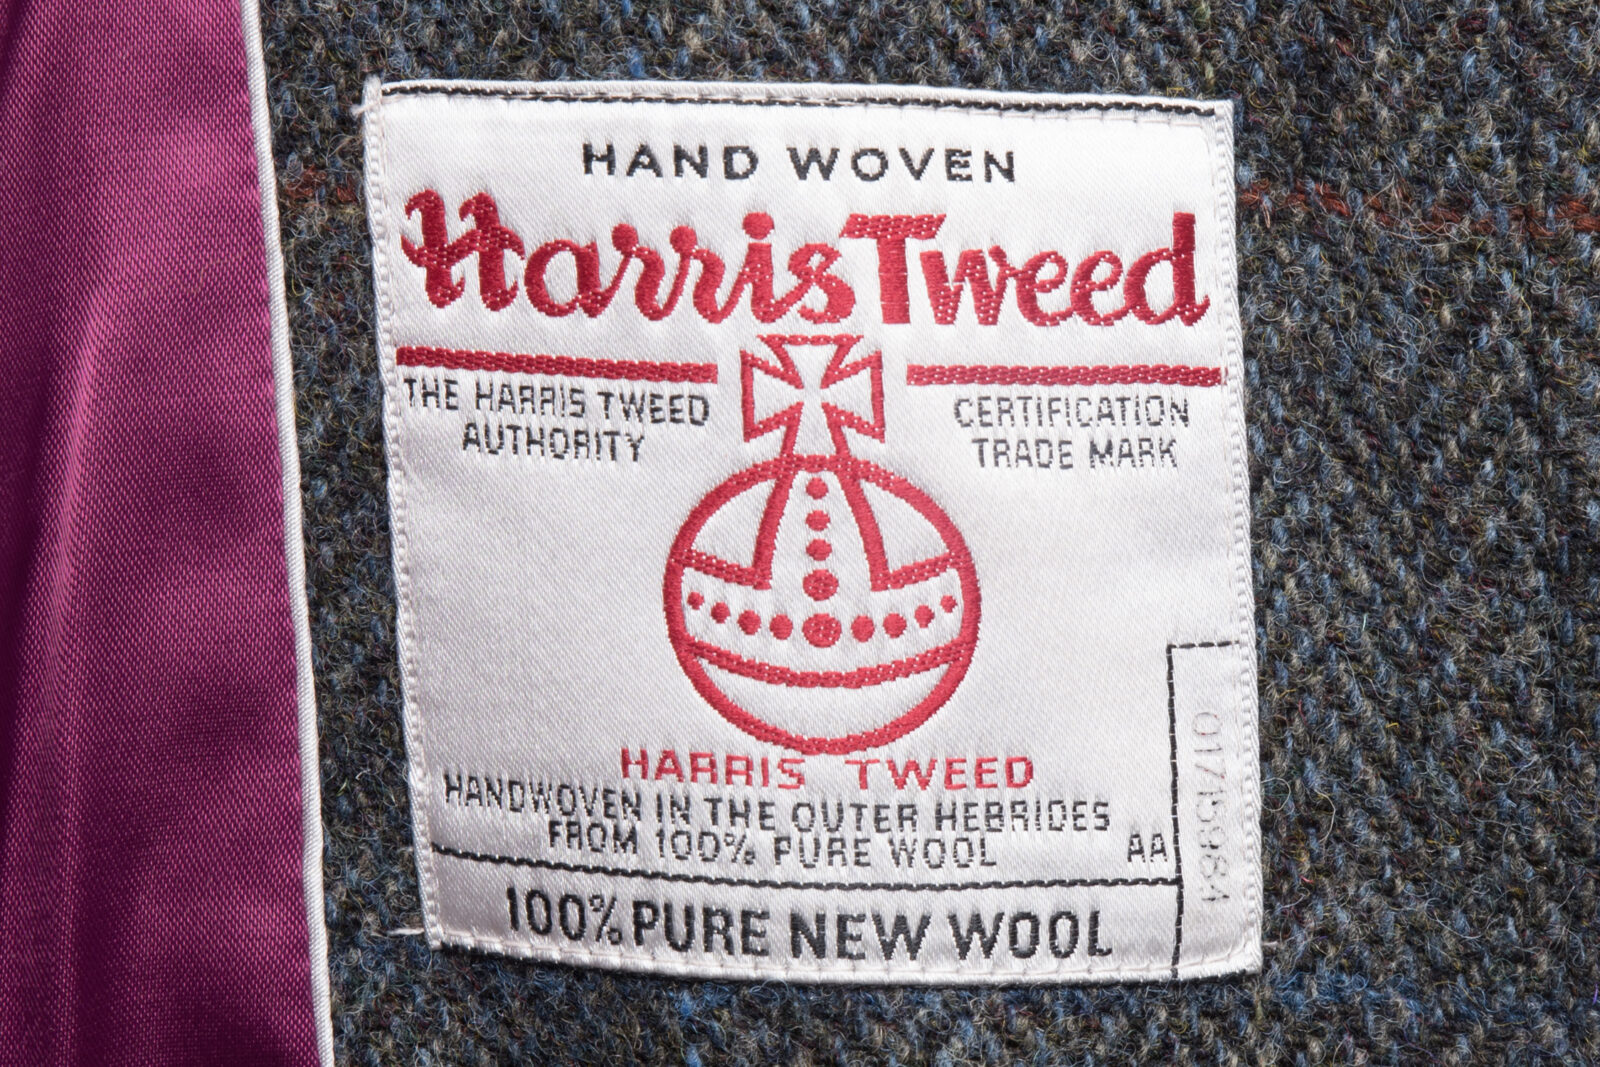 HAND WOVEN
Harris Tweed
THE HARRIS TWEED
AUTHORITY
CERTIFICATION
TRADE MARK
HARRIS TWEED
HANDWOVEN IN THE OUTER HEBRIDES
FROM 100% PURE WOOL
AA
100% PURE NEW WOOL
01715984